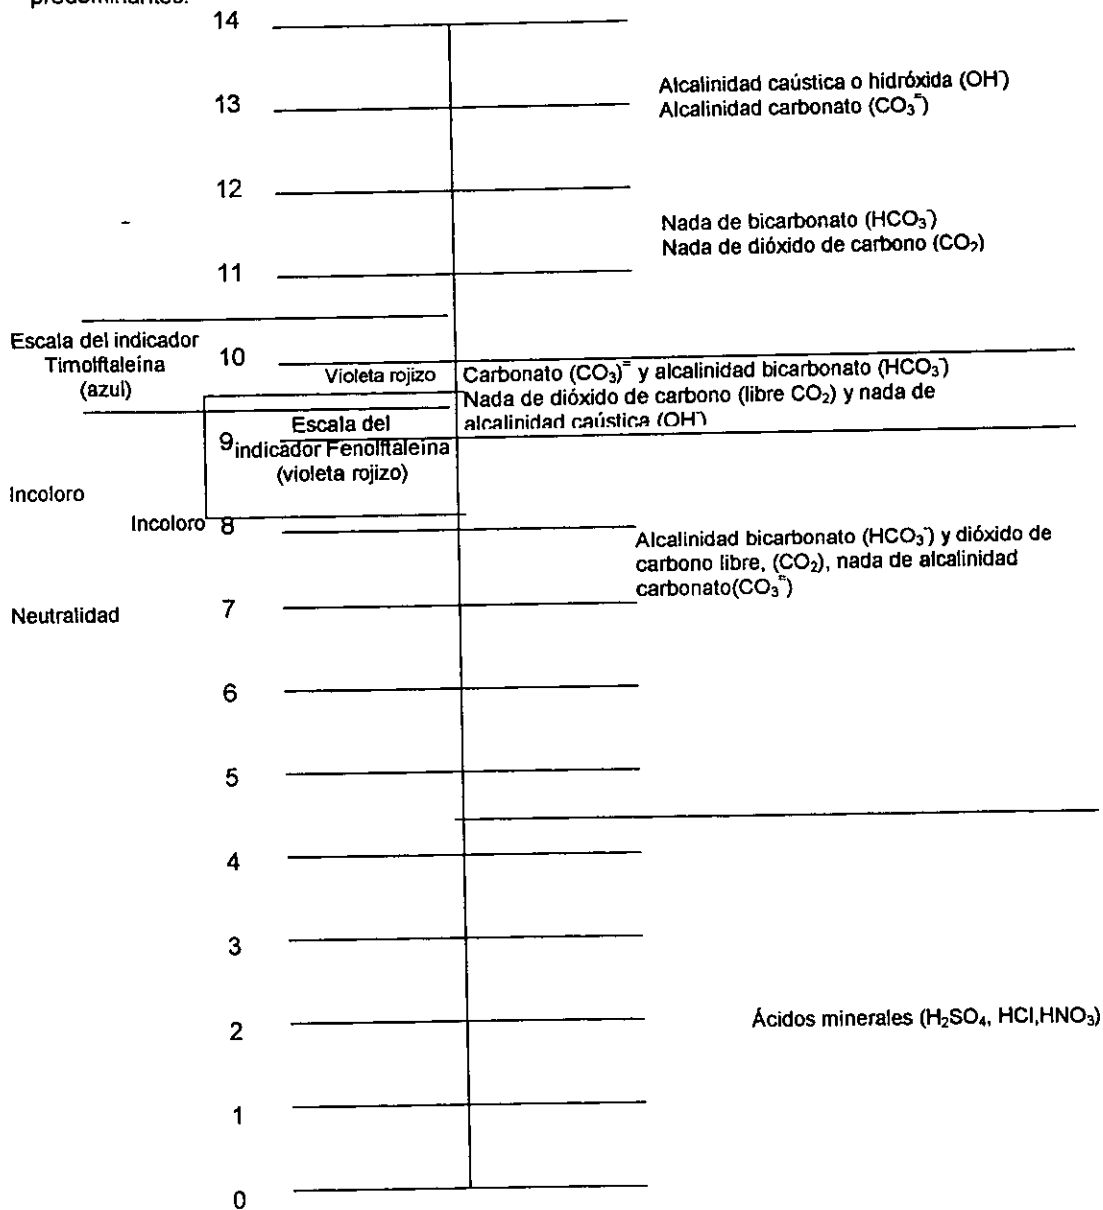 predominantes.
14
Alcalinidad caústica o hidróxida (OH⁻)
13
Alcalinidad carbonato (CO₃⁼)
12
Nada de bicarbonato (HCO₃⁻)
Nada de dióxido de carbono (CO₂)
11
Escala del indicador
Timolftaleína
(azul)
10
Violeta rojizo
Carbonato (CO₃)⁼ y alcalinidad bicarbonato (HCO₃⁻)
Nada de dióxido de carbono (libre CO₂) y nada de
alcalinidad caústica (OH⁻)
Escala del
9
indicador Fenolftaleína
(violeta rojizo)
Incoloro
Incoloro
8
Alcalinidad bicarbonato (HCO₃⁻) y dióxido de
carbono libre, (CO₂), nada de alcalinidad
carbonato(CO₃⁼)
Neutralidad
7
6
5
4
3
2
Ácidos minerales (H₂SO₄, HCl,HNO₃)
1
0